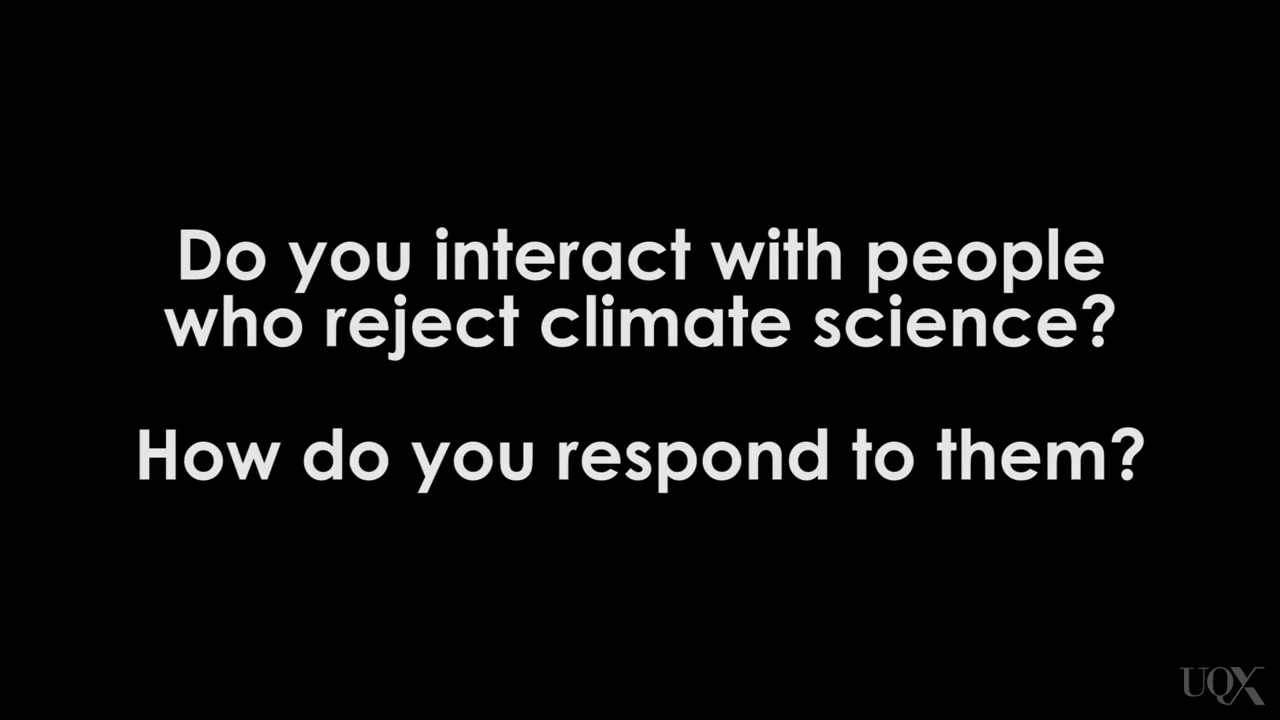 Do you interact with people
who reject climate science?
How do you respond to them?
UQX